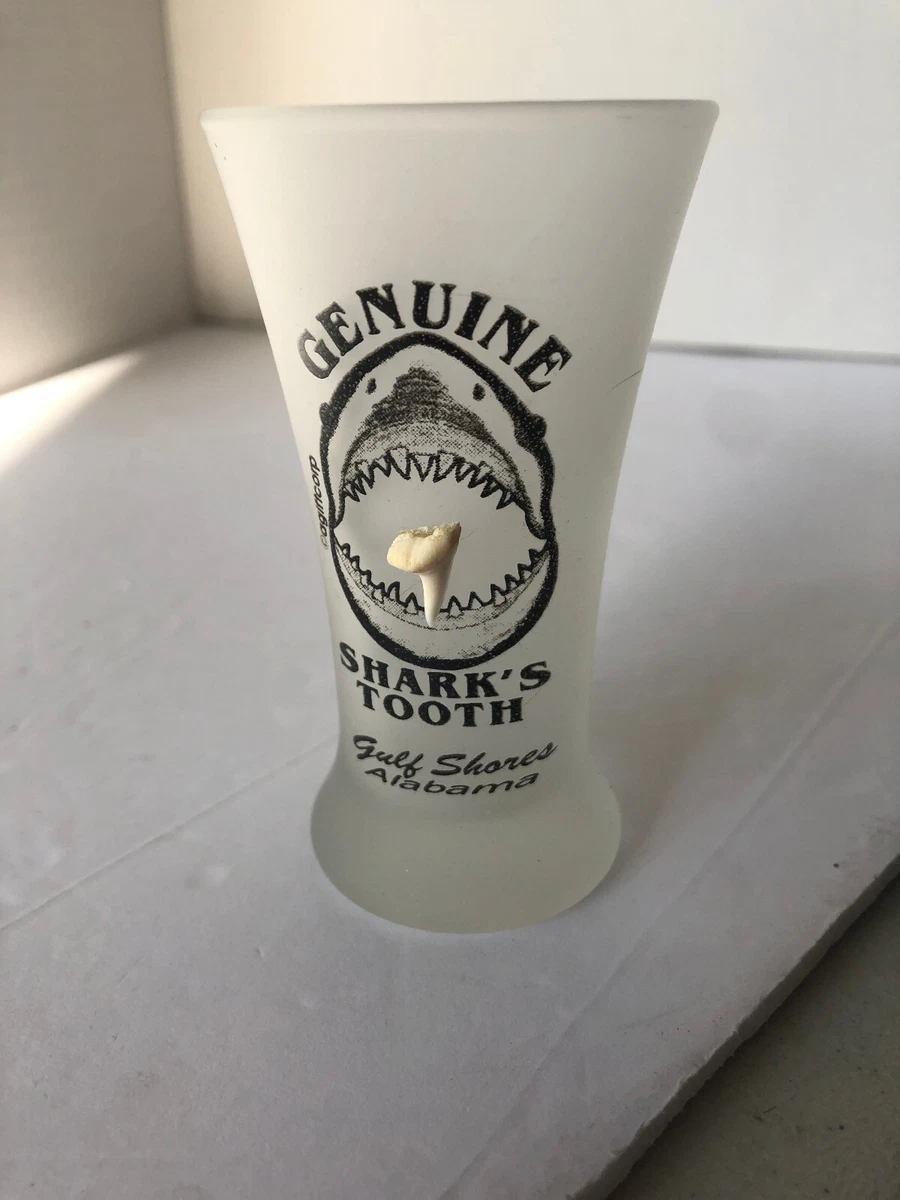 GENUINE
SHARK'S
TOOTH
Gulf Shores
Alabama